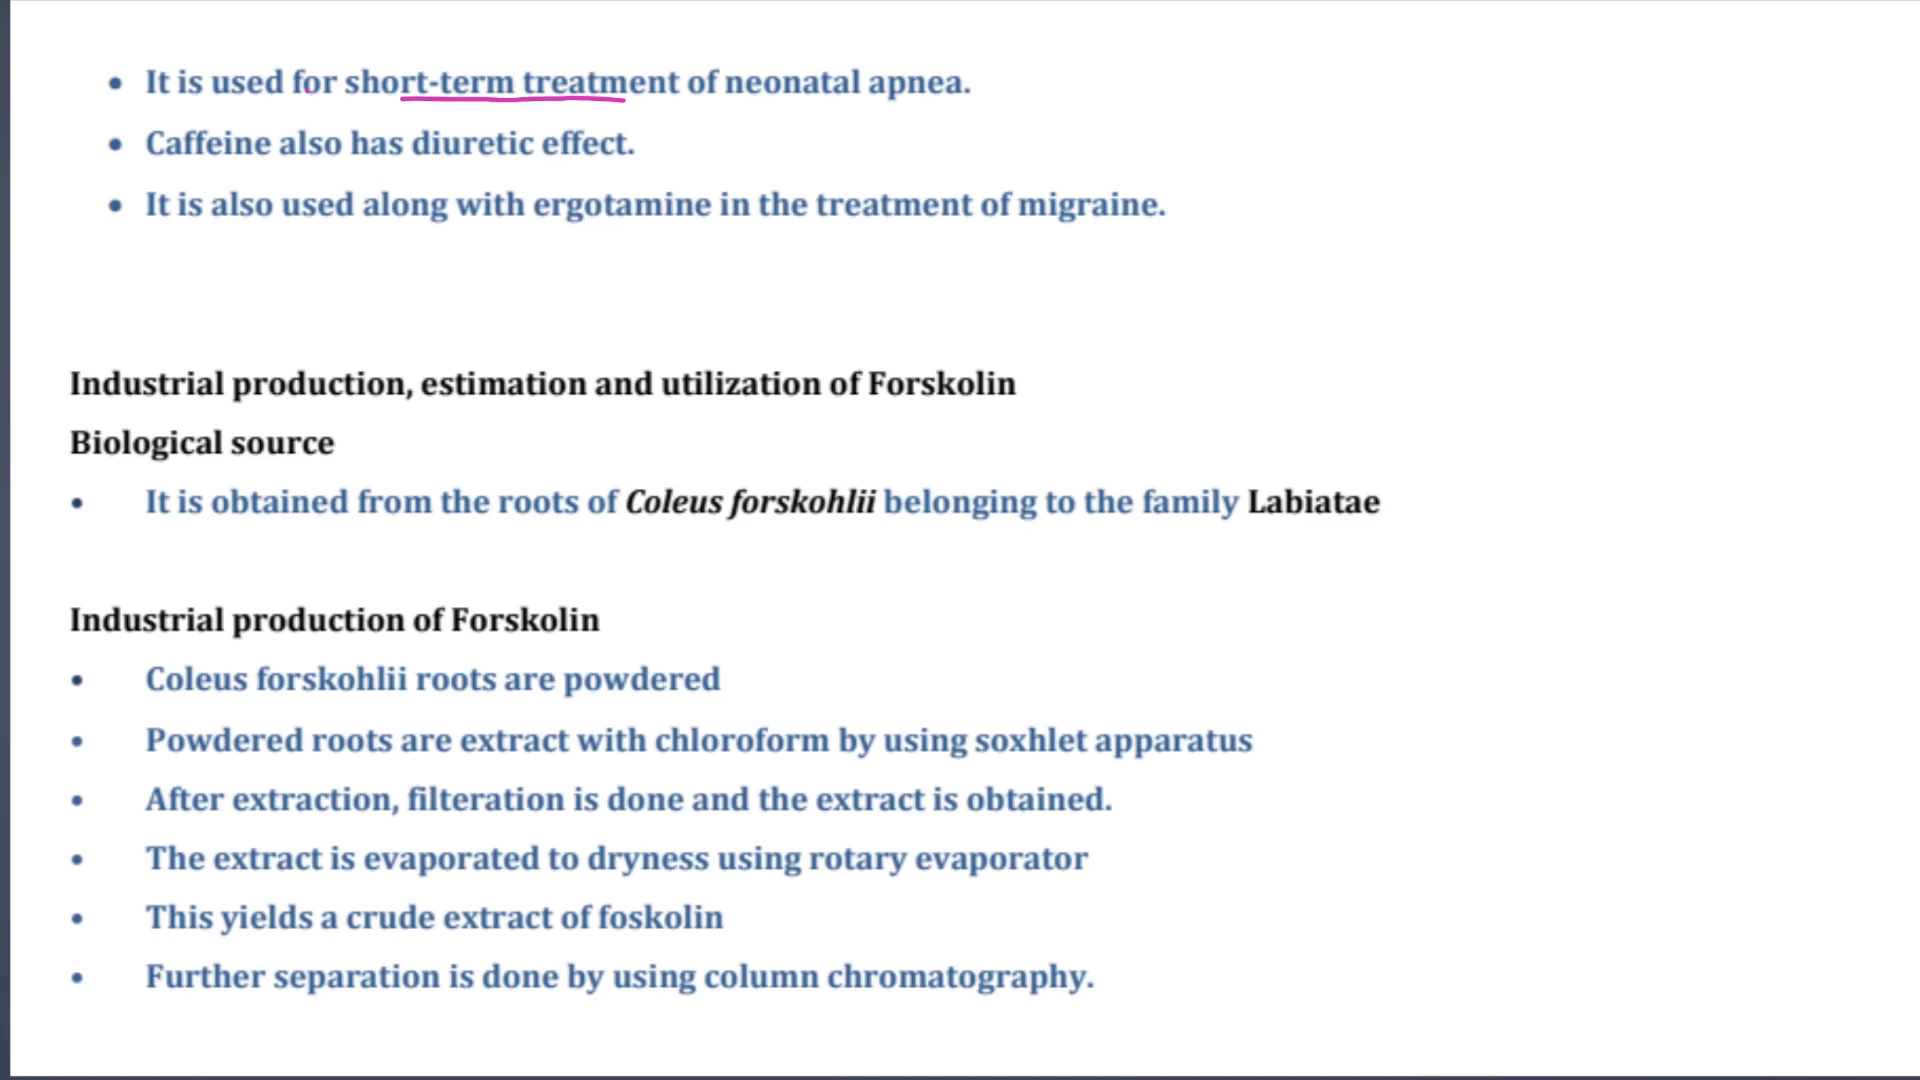 • It is used for short-term treatment of neonatal apnea.
• Caffeine also has diuretic effect.
• It is also used along with ergotamine in the treatment of migraine.
Industrial production, estimation and utilization of Forskolin
Biological source
• It is obtained from the roots of Coleus forskohlii belonging to the family Labiatae
Industrial production of Forskolin
• Coleus forskohlii roots are powdered
• Powdered roots are extract with chloroform by using soxhlet apparatus
• After extraction, filteration is done and the extract is obtained.
• The extract is evaporated to dryness using rotary evaporator
• This yields a crude extract of foskolin
• Further separation is done by using column chromatography.